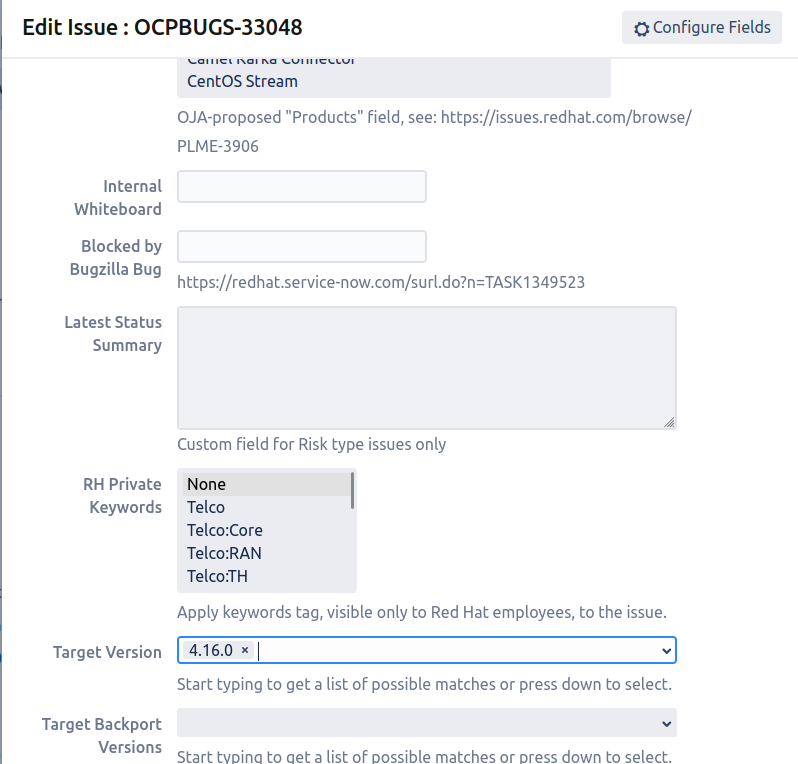 Edit Issue : OCPBUGS-33048
Configure Fields
Camel Karka Connector
CentOS Stream
OJA-proposed "Products" field, see: https://issues.redhat.com/browse/
PLME-3906
Internal
Whiteboard
Blocked by
Bugzilla Bug
https://redhat.service-now.com/surl.do?n=TASK1349523
Latest Status
Summary
Custom field for Risk type issues only
RH Private
Keywords
None
Telco
Telco:Core
Telco:RAN
Telco:TH
Apply keywords tag, visible only to Red Hat employees, to the issue.
Target Version
4.16.0 ×
Start typing to get a list of possible matches or press down to select.
Target Backport
Versions
Start typing to get a list of possible matches or press down to select.